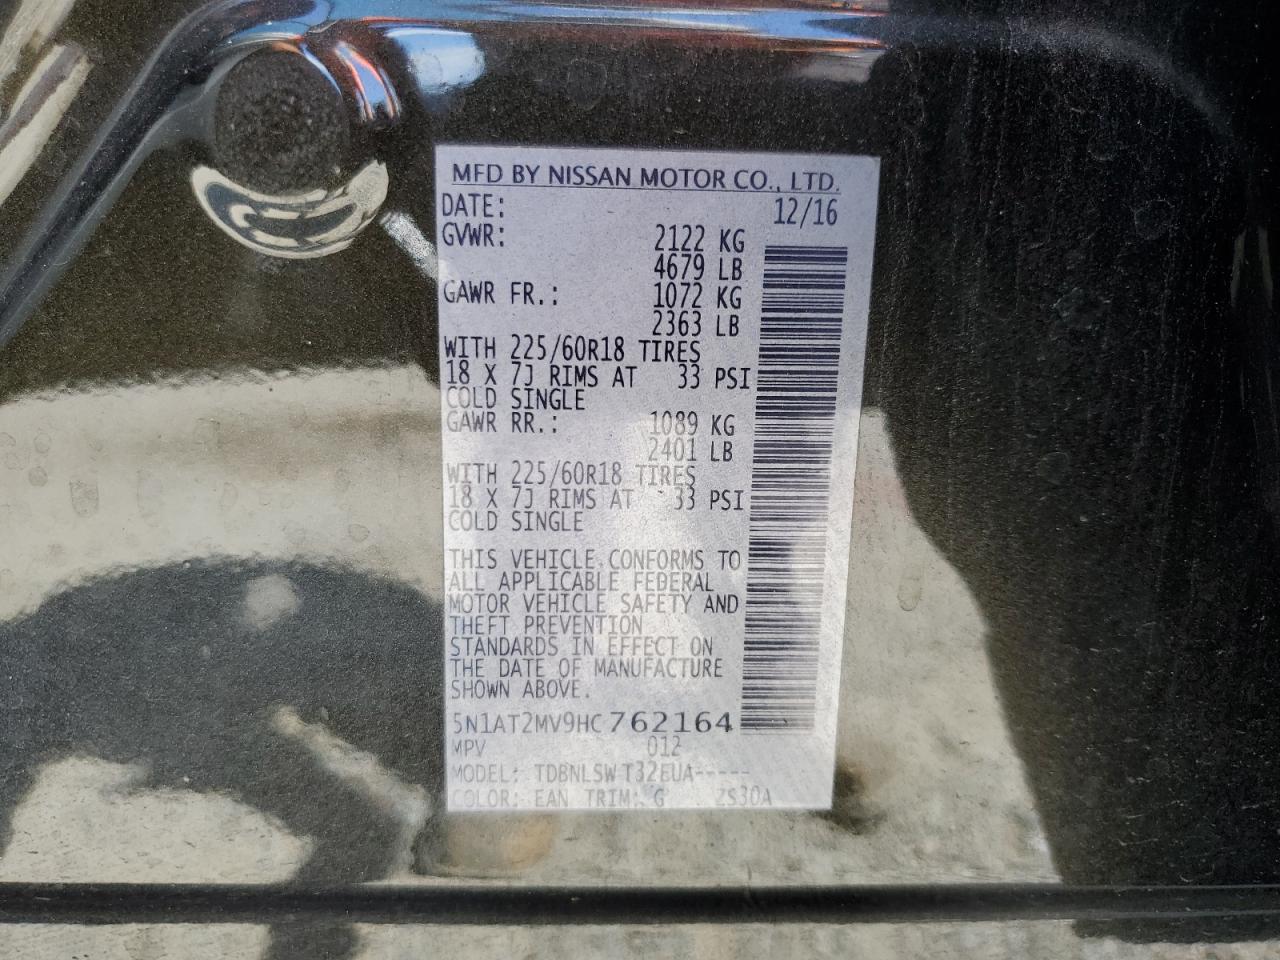 MFD BY NISSAN MOTOR CO., LTD.
DATE: 12/16
GVWR: 2122 KG
4679 LB
GAWR FR.: 1072 KG
2363 LB
WITH 225/60R18 TIRES
18 X 7J RIMS AT 33 PSI
COLD SINGLE
GAWR RR.: 1089 KG
2401 LB
WITH 225/60R18 TIRES
18 X 7J RIMS AT 33 PSI
COLD SINGLE
THIS VEHICLE CONFORMS TO
ALL APPLICABLE FEDERAL
MOTOR VEHICLE SAFETY AND
THEFT PREVENTION
STANDARDS IN EFFECT ON
THE DATE OF MANUFACTURE
SHOWN ABOVE.
5N1AT2MV9HC762164
MPV 012
MODEL: TDBNLSW T32EUA-----
COLOR: EAN TRIM: G ZS30A